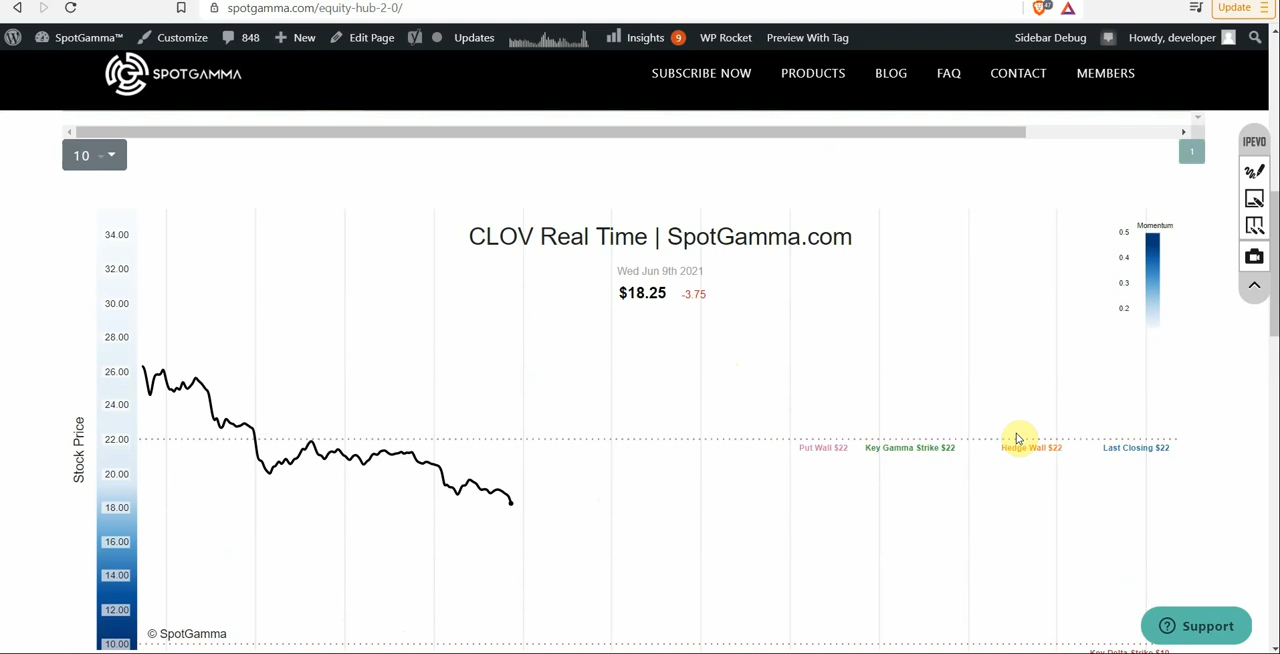 spotgamma.com/equity-hub-2-0/
47
Update
SpotGamma™ Customize 848 New Edit Page Updates Insights 9 WP Rocket Preview With Tag Sidebar Debug Howdy, developer
SPOTGAMMA SUBSCRIBE NOW PRODUCTS BLOG FAQ CONTACT MEMBERS
IPEVO
10
1
CLOV Real Time | SpotGamma.com
Wed Jun 9th 2021
$18.25 -3.75
Momentum
0.5
0.4
0.3
0.2
Stock Price
34.00
32.00
30.00
28.00
26.00
24.00
22.00
20.00
18.00
16.00
14.00
12.00
10.00
Put Wall $22 Key Gamma Strike $22 Hedge Wall $22 Last Closing $22
© SpotGamma
Support
Key Delta Strike $10